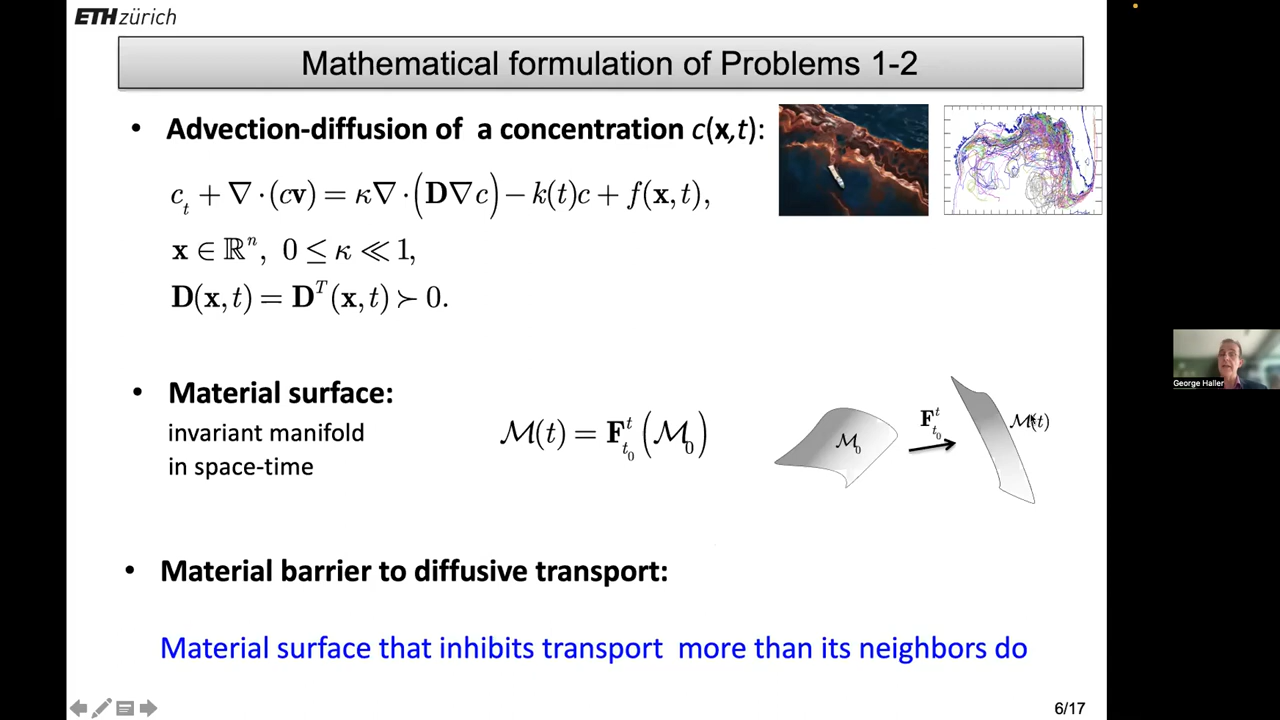 ETH zürich
Mathematical formulation of Problems 1-2
• Advection-diffusion of a concentration c(x,t):
c_t + ∇·(cv) = κ∇·(D∇c) − k(t)c + f(x,t),
x ∈ ℝⁿ, 0 ≤ κ ≪ 1,
D(x,t) = Dᵀ(x,t) ≻ 0.
• Material surface:
invariant manifold
in space-time
ℳ(t) = F^t_{t_0}(ℳ_0)
ℳ_0
F^t_{t_0}
ℳ(t)
• Material barrier to diffusive transport:
Material surface that inhibits transport more than its neighbors do
6/17
George Haller